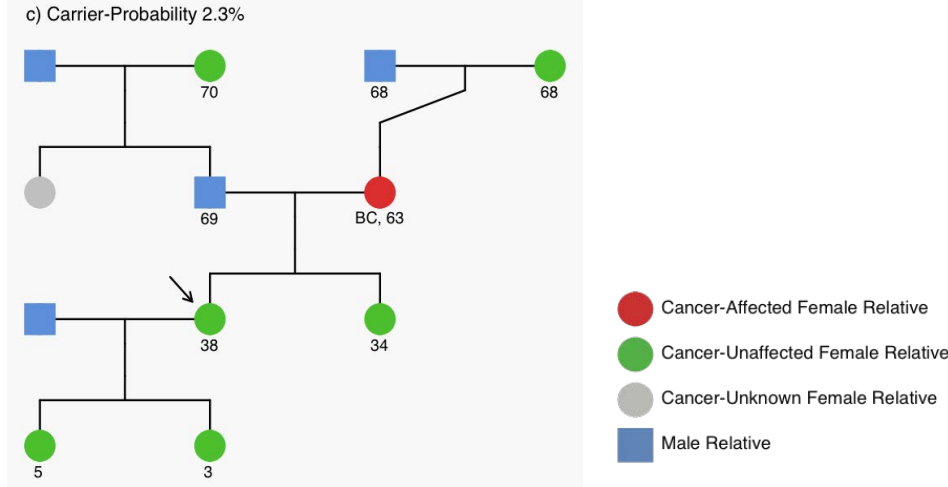 c) Carrier-Probability 2.3%
70
68
68
69
BC, 63
38
34
5
3
Cancer-Affected Female Relative
Cancer-Unaffected Female Relative
Cancer-Unknown Female Relative
Male Relative